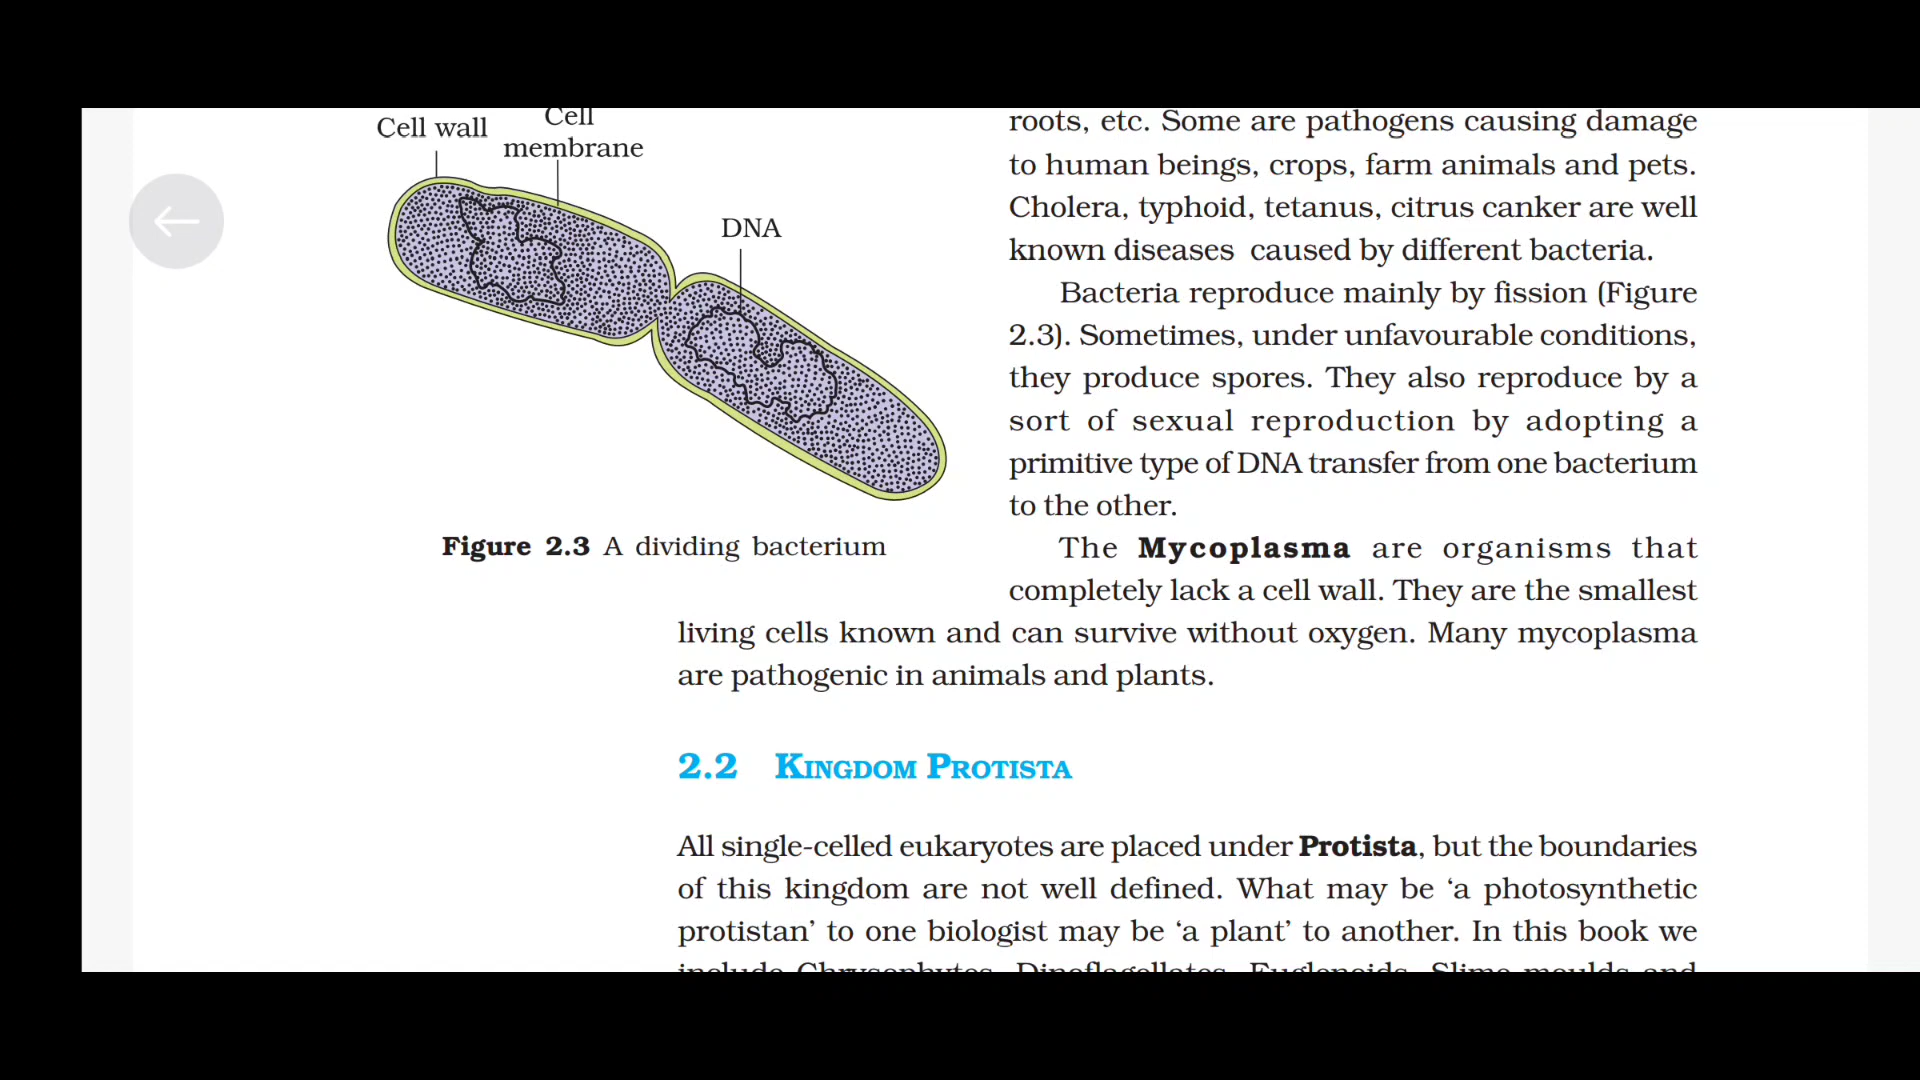 Cell wall
Cell
membrane
DNA
Figure 2.3 A dividing bacterium
roots, etc. Some are pathogens causing damage
to human beings, crops, farm animals and pets.
Cholera, typhoid, tetanus, citrus canker are well
known diseases caused by different bacteria.
Bacteria reproduce mainly by fission (Figure
2.3). Sometimes, under unfavourable conditions,
they produce spores. They also reproduce by a
sort of sexual reproduction by adopting a
primitive type of DNA transfer from one bacterium
to the other.
The Mycoplasma are organisms that
completely lack a cell wall. They are the smallest
living cells known and can survive without oxygen. Many mycoplasma
are pathogenic in animals and plants.
2.2 KINGDOM PROTISTA
All single-celled eukaryotes are placed under Protista, but the boundaries
of this kingdom are not well defined. What may be ‘a photosynthetic
protistan’ to one biologist may be ‘a plant’ to another. In this book we
include Chrysophytes, Dinoflagellates, Euglenoids, Slime moulds and